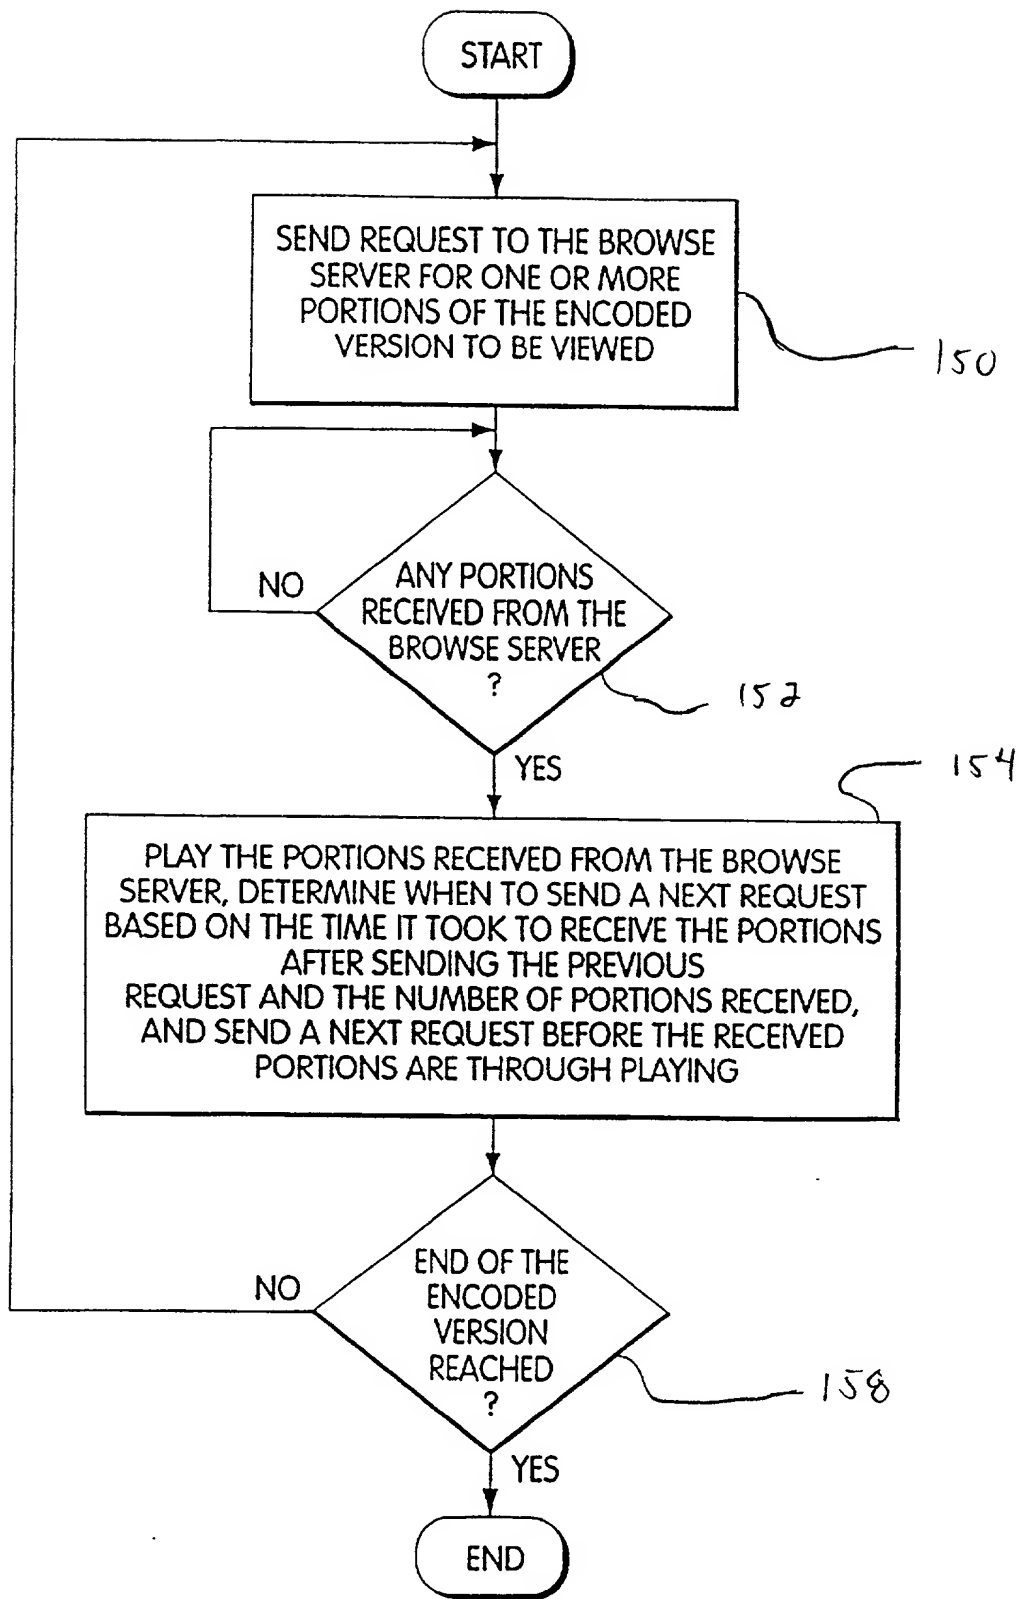 START
SEND REQUEST TO THE BROWSE
SERVER FOR ONE OR MORE
PORTIONS OF THE ENCODED
VERSION TO BE VIEWED
150
NO
ANY PORTIONS
RECEIVED FROM THE
BROWSE SERVER
?
152
YES
154
PLAY THE PORTIONS RECEIVED FROM THE BROWSE
SERVER, DETERMINE WHEN TO SEND A NEXT REQUEST
BASED ON THE TIME IT TOOK TO RECEIVE THE PORTIONS
AFTER SENDING THE PREVIOUS
REQUEST AND THE NUMBER OF PORTIONS RECEIVED,
AND SEND A NEXT REQUEST BEFORE THE RECEIVED
PORTIONS ARE THROUGH PLAYING
NO
END OF THE
ENCODED
VERSION
REACHED
?
158
YES
END